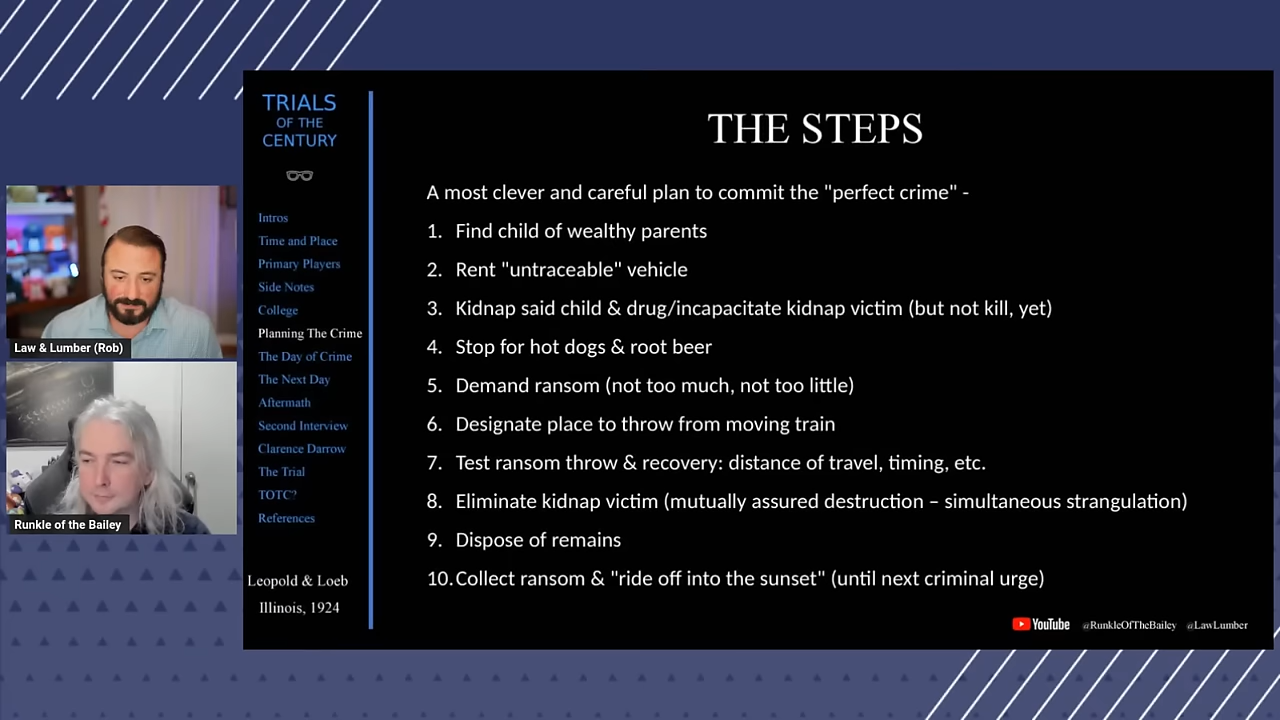 TRIALS
OF THE
CENTURY
Intros
Time and Place
Primary Players
Side Notes
College
Planning The Crime
The Day of Crime
The Next Day
Aftermath
Second Interview
Clarence Darrow
The Trial
TOTC?
References
Leopold & Loeb
Illinois, 1924
THE STEPS
A most clever and careful plan to commit the "perfect crime" -
1. Find child of wealthy parents
2. Rent "untraceable" vehicle
3. Kidnap said child & drug/incapacitate kidnap victim (but not kill, yet)
4. Stop for hot dogs & root beer
5. Demand ransom (not too much, not too little)
6. Designate place to throw from moving train
7. Test ransom throw & recovery: distance of travel, timing, etc.
8. Eliminate kidnap victim (mutually assured destruction – simultaneous strangulation)
9. Dispose of remains
10. Collect ransom & "ride off into the sunset" (until next criminal urge)
YouTube @RunkleOfTheBailey @LawLumber
Law & Lumber (Rob)
Runkle of the Bailey